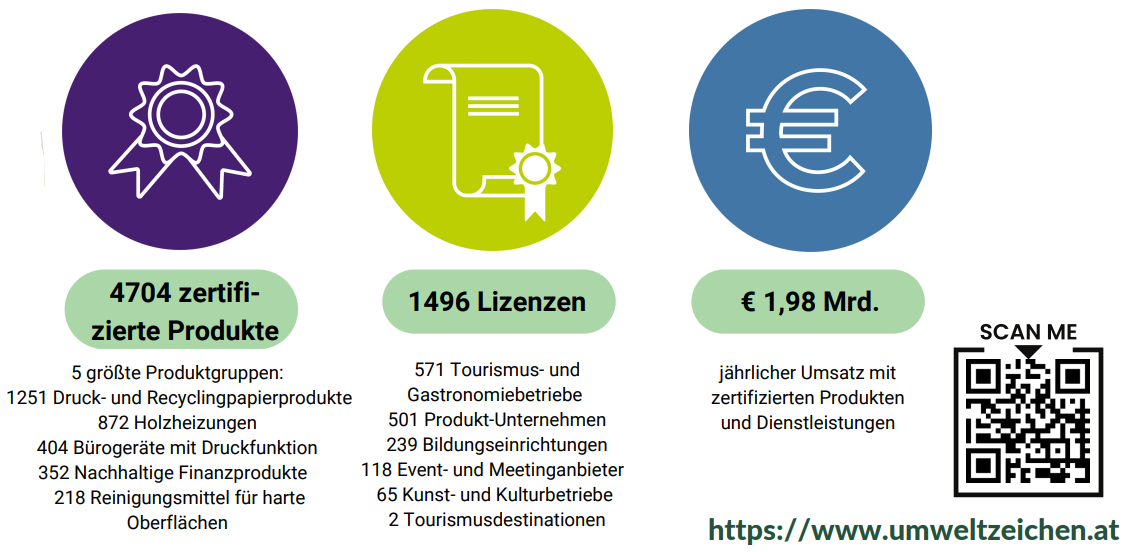 4704 zertifi-
zierte Produkte
5 größte Produktgruppen:
1251 Druck- und Recyclingpapierprodukte
872 Holzheizungen
404 Bürogeräte mit Druckfunktion
352 Nachhaltige Finanzprodukte
218 Reinigungsmittel für harte
Oberflächen
1496 Lizenzen
571 Tourismus- und
Gastronomiebetriebe
501 Produkt-Unternehmen
239 Bildungseinrichtungen
118 Event- und Meetinganbieter
65 Kunst- und Kulturbetriebe
2 Tourismusdestinationen
€ 1,98 Mrd.
jährlicher Umsatz mit
zertifizierten Produkten
und Dienstleistungen
SCAN ME
https://www.umweltzeichen.at